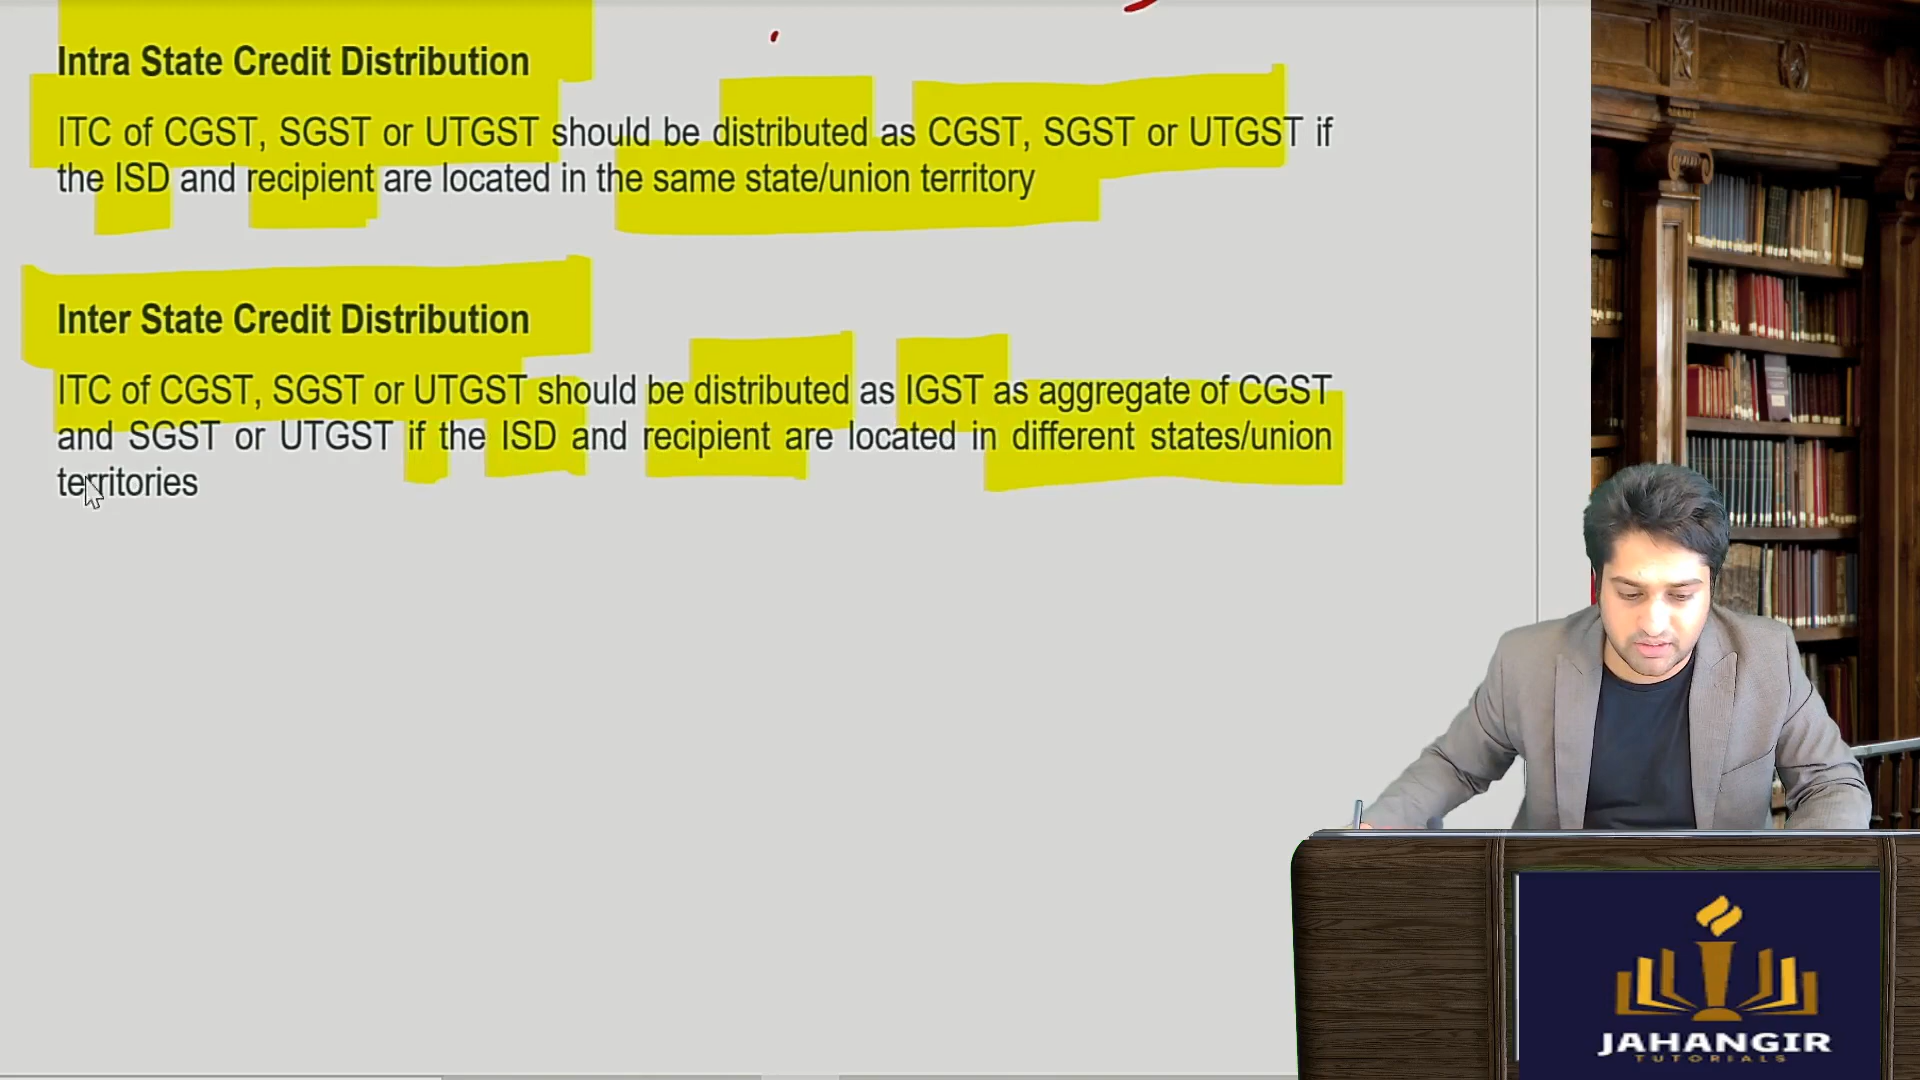 Intra State Credit Distribution
ITC of CGST, SGST or UTGST should be distributed as CGST, SGST or UTGST if
the ISD and recipient are located in the same state/union territory
Inter State Credit Distribution
ITC of CGST, SGST or UTGST should be distributed as IGST as aggregate of CGST
and SGST or UTGST if the ISD and recipient are located in different states/union
territories
JAHANGIR
TUTORIALS